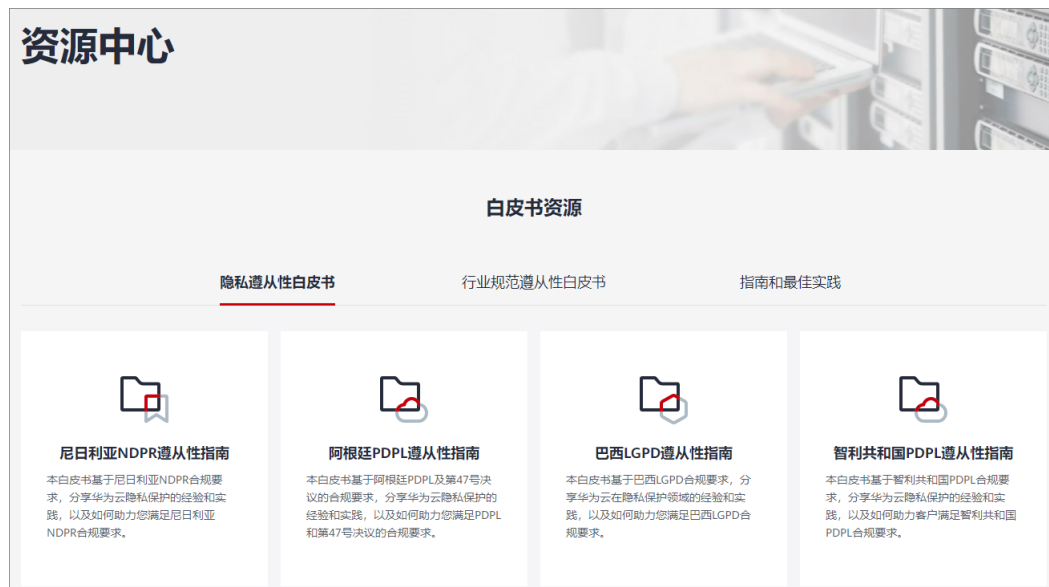 资源中心
白皮书资源
隐私遵从性白皮书
行业规范遵从性白皮书
指南和最佳实践
尼日利亚NDPR遵从性指南
本白皮书基于尼日利亚NDPR合规要
求，分享华为云隐私保护的经验和实
践，以及如何助力您满足尼日利亚
NDPR合规要求。
阿根廷PDPL遵从性指南
本白皮书基于阿根廷PDPL及第47号决
议的合规要求，分享华为云隐私保护的
经验和实践，以及如何助力您满足PDPL
和第47号决议的合规要求。
巴西LGPD遵从性指南
本白皮书基于巴西LGPD合规要求，分
享华为云在隐私保护领域的经验和实
践，以及如何助力您满足巴西LGPD合
规要求。
智利共和国PDPL遵从性指南
本白皮书基于智利共和国PDPL合规要
求，分享华为云隐私保护的经验和实
践，以及如何助力客户满足智利共和国
PDPL合规要求。